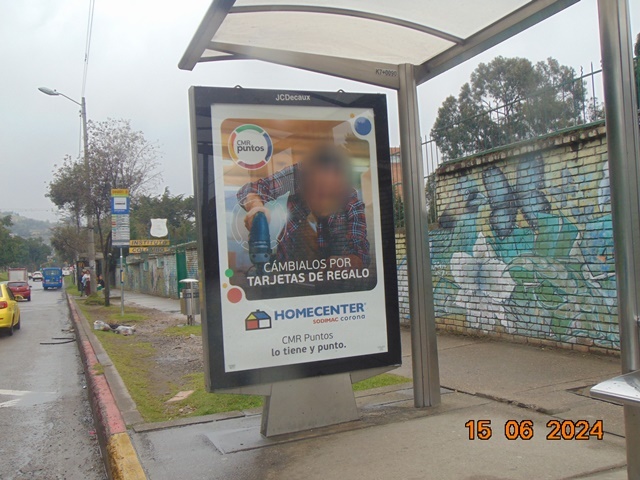 JCDecaux
CMR
puntos
CÁMBIALOS POR
TARJETAS DE REGALO
HOMECENTER
SODIMAC corona
CMR Puntos
lo tiene y punto.
15 06 2024